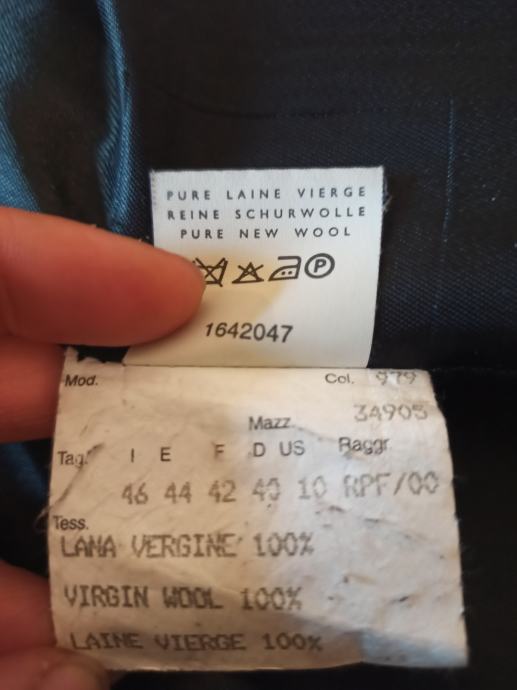 PURE LAINE VIERGE
REINE SCHURWOLLE
PURE NEW WOOL
P
1642047
Mod. Col. 979
Mazz. 34905
Tag. I E F D US Raggr
46 44 42 40 10 RPF/00
Tess.
LANA VERGINE 100%
VIRGIN WOOL 100%
LAINE VIERGE 100%